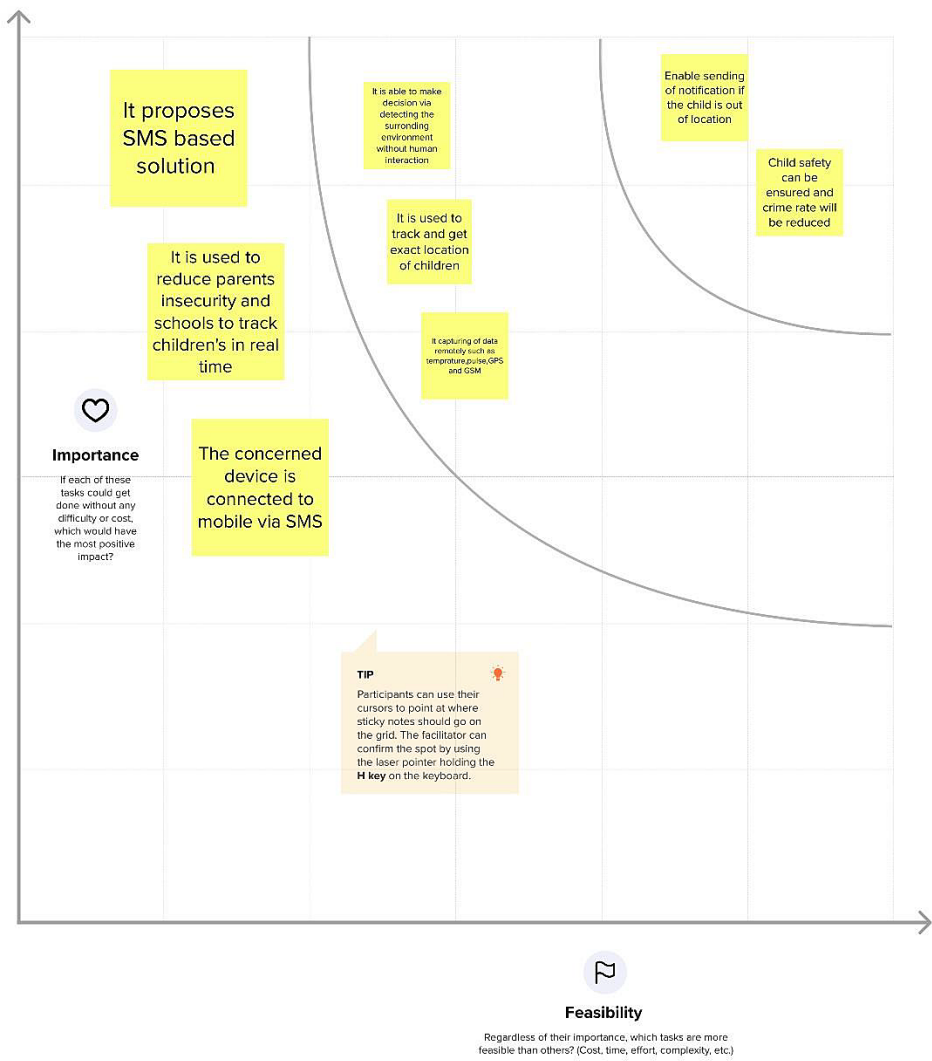 It proposes
SMS based
solution
It is able to make
decision via
detecting the
surronding
environment
without human
interaction
Enable sending
of notification if
the child is out
of location
Child safety
can be
ensured and
crime rate will
be reduced
It is used to
track and get
exact location
of children
It is used to
reduce parents
insecurity and
schools to track
children's in real
time
It capturing of data
remotely such as
temprature,pulse,GPS
and GSM
Importance
If each of these
tasks could get
done without any
difficulty or cost,
which would have
the most positive
impact?
The concerned
device is
connected to
mobile via SMS
TIP
Participants can use their
cursors to point at where
sticky notes should go on
the grid. The facilitator can
confirm the spot by using
the laser pointer holding the
H key on the keyboard.
Feasibility
Regardless of their importance, which tasks are more
feasible than others? (Cost, time, effort, complexity, etc.)